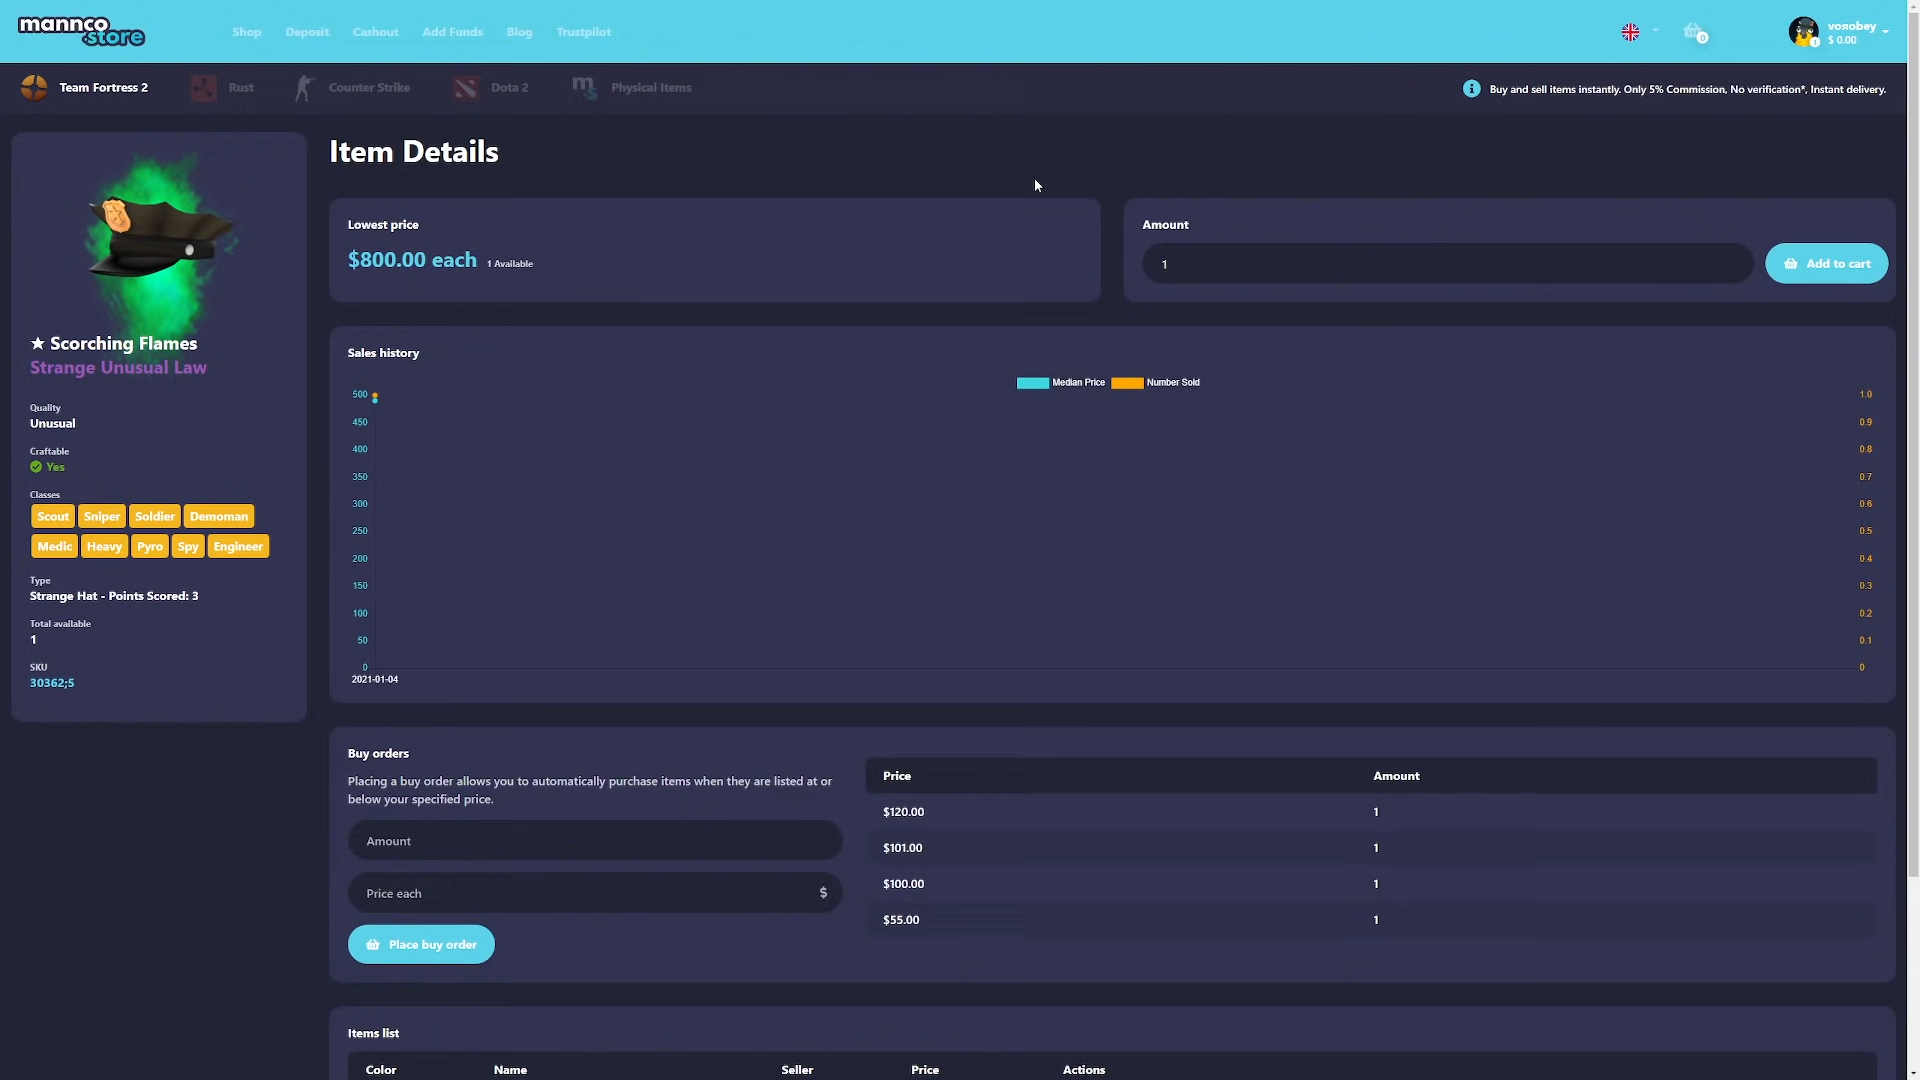 mannco.store
Shop Deposit Cashout Add Funds Blog Trustpilot
0
voяobey
$ 0.00
Team Fortress 2 Rust Counter Strike Dota 2 Physical Items
Buy and sell items instantly. Only 5% Commission, No verification*, Instant delivery.
★ Scorching Flames
Strange Unusual Law
Quality
Unusual
Craftable
Yes
Classes
Scout Sniper Soldier Demoman
Medic Heavy Pyro Spy Engineer
Type
Strange Hat - Points Scored: 3
Total available
1
SKU
30362;5
Item Details
Lowest price
$800.00 each 1 Available
Amount
1
Add to cart
Sales history
Median Price Number Sold
500 1.0
450 0.9
400 0.8
350 0.7
300 0.6
250 0.5
200 0.4
150 0.3
100 0.2
50 0.1
0 0
2021-01-04
Buy orders
Placing a buy order allows you to automatically purchase items when they are listed at or
below your specified price.
Amount
Price each $
Place buy order
Price Amount
$120.00 1
$101.00 1
$100.00 1
$55.00 1
Items list
Color Name Seller Price Actions